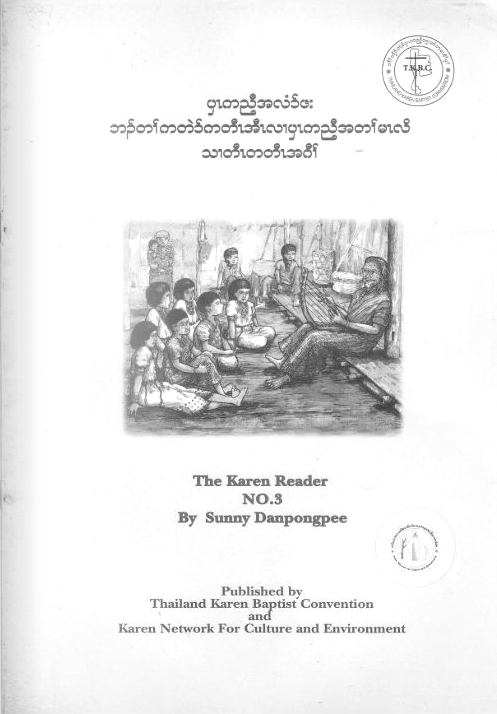 T.K.B.C.
ပှၤကညီအလံာ်ဖး
ဘၣ်တၢ်ကတဲာ်ကတီၤအီၤလၢပှၤကညီအတၢ်မၤလိ
သၢတီၤတတီၤအဂီၢ်
The Karen Reader
NO.3
By Sunny Danpongpee
Published by
Thailand Karen Baptist Convention
and
Karen Network For Culture and Environment